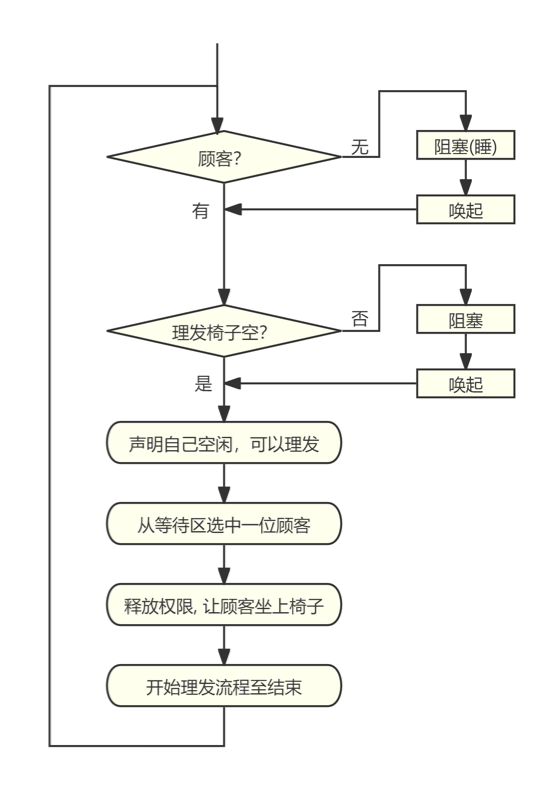 顾客？
无
阻塞(睡)
唤起
有
理发椅子空？
否
阻塞
唤起
是
声明自己空闲，可以理发
从等待区选中一位顾客
释放权限, 让顾客坐上椅子
开始理发流程至结束